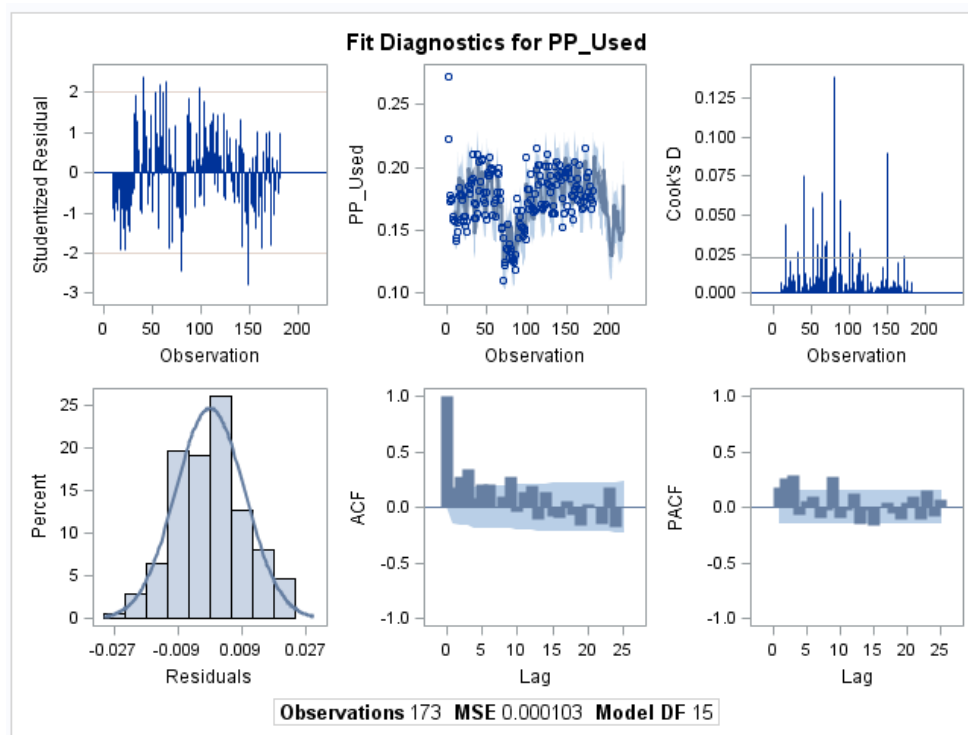 Fit Diagnostics for PP_Used
Studentized Residual
2
1
0
-1
-2
-3
0 50 100 150 200
Observation
PP_Used
0.25
0.20
0.15
0.10
0 50 100 150 200
Observation
Cook's D
0.125
0.100
0.075
0.050
0.025
0.000
0 50 100 150 200
Observation
Percent
25
20
15
10
5
0
-0.027 -0.009 0.009 0.027
Residuals
ACF
1.0
0.5
0.0
-0.5
-1.0
0 5 10 15 20 25
Lag
PACF
1.0
0.5
0.0
-0.5
-1.0
0 5 10 15 20 25
Lag
Observations 173 MSE 0.000103 Model DF 15